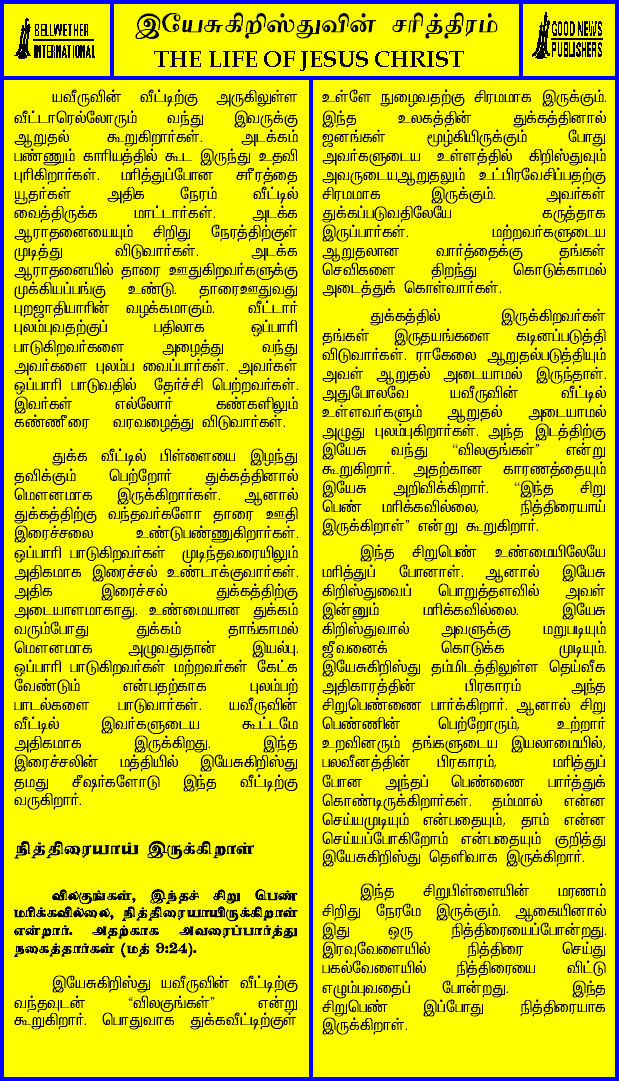 BELLWETHER
INTERNATIONAL
இயேசுகிறிஸ்துவின் சரித்திரம்
THE LIFE OF JESUS CHRIST
GOOD NEWS
PUBLISHERS
யவீருவின் வீட்டிற்கு அருகிலுள்ள
வீட்டாரெல்லோரும் வந்து இவருக்கு
ஆறுதல் கூறுகிறார்கள். அடக்கம்
பண்ணும் காரியத்தில் கூட இருந்து உதவி
புரிகிறார்கள். மரித்துப்போன சரீரத்தை
யூதர்கள் அதிக நேரம் வீட்டில்
வைத்திருக்க மாட்டார்கள். அடக்க
ஆராதனையையும் சிறிது நேரத்திற்குள்
முடித்து விடுவார்கள். அடக்க
ஆராதனையில் தாரை ஊதுகிறவர்களுக்கு
முக்கியப்பங்கு உண்டு. தாரைஊதுவது
புறஜாதியாரின் வழக்கமாகும். வீட்டார்
புலம்புவதற்குப் பதிலாக ஒப்பாரி
பாடுகிறவர்களை அழைத்து வந்து
அவர்களை புலம்ப வைப்பார்கள். அவர்கள்
ஒப்பாரி பாடுவதில் தேர்ச்சி பெற்றவர்கள்.
இவர்கள் எல்லோர் கண்களிலும்
கண்ணீரை வரவழைத்து விடுவார்கள்.
துக்க வீட்டில் பிள்ளையை இழந்து
தவிக்கும் பெற்றோர் துக்கத்தினால்
மௌனமாக இருக்கிறார்கள். ஆனால்
துக்கத்திற்கு வந்தவர்களோ தாரை ஊதி
இரைச்சலை உண்டுபண்ணுகிறார்கள்.
ஒப்பாரி பாடுகிறவர்கள் முடிந்தவரையிலும்
அதிகமாக இரைச்சல் உண்டாக்குவார்கள்.
அதிக இரைச்சல் துக்கத்திற்கு
அடையாளமாகாது. உண்மையான துக்கம்
வரும்போது துக்கம் தாங்காமல்
மௌனமாக அழுவதுதான் இயல்பு.
ஒப்பாரி பாடுகிறவர்கள் மற்றவர்கள் கேட்க
வேண்டும் என்பதற்காக புலம்பற்
பாடல்களை பாடுவார்கள். யவீருவின்
வீட்டில் இவர்களுடைய கூட்டமே
அதிகமாக இருக்கிறது. இந்த
இரைச்சலின் மத்தியில் இயேசுகிறிஸ்து
தமது சீஷர்களோடு இந்த வீட்டிற்கு
வருகிறார்.
நித்திரையாய் இருக்கிறாள்
விலகுங்கள், இந்தச் சிறு பெண்
மரிக்கவில்லை, நித்திரையாயிருக்கிறாள்
என்றார். அதற்காக அவரைப்பார்த்து
நகைத்தார்கள் (மத் 9:24).
இயேசுகிறிஸ்து யவீருவின் வீட்டிற்கு
வந்தவுடன் “விலகுங்கள்” என்று
கூறுகிறார். பொதுவாக துக்கவீட்டிற்குள்
உள்ளே நுழைவதற்கு சிரமமாக இருக்கும்.
இந்த உலகத்தின் துக்கத்தினால்
ஜனங்கள் மூழ்கியிருக்கும் போது
அவர்களுடைய உள்ளத்தில் கிறிஸ்துவும்
அவருடையஆறுதலும் உட்பிரவேசிப்பதற்கு
சிரமமாக இருக்கும். அவர்கள்
துக்கப்படுவதிலேயே கருத்தாக
இருப்பார்கள். மற்றவர்களுடைய
ஆறுதலான வார்த்தைக்கு தங்கள்
செவிகளை திறந்து கொடுக்காமல்
அடைத்துக் கொள்வார்கள்.
துக்கத்தில் இருக்கிறவர்கள்
தங்கள் இருதயங்களை கடினப்படுத்தி
விடுவார்கள். ராகேலை ஆறுதல்படுத்தியும்
அவள் ஆறுதல் அடையாமல் இருந்தாள்.
அதுபோலவே யவீருவின் வீட்டில்
உள்ளவர்களும் ஆறுதல் அடையாமல்
அழுது புலம்புகிறார்கள். அந்த இடத்திற்கு
இயேசு வந்து “விலகுங்கள்” என்று
கூறுகிறார். அதற்கான காரணத்தையும்
இயேசு அறிவிக்கிறார். “இந்த சிறு
பெண் மரிக்கவில்லை, நித்திரையாய்
இருக்கிறாள்” என்று கூறுகிறார்.
இந்த சிறுபெண் உண்மையிலேயே
மரித்துப் போனாள். ஆனால் இயேசு
கிறிஸ்துவைப் பொறுத்தளவில் அவள்
இன்னும் மரிக்கவில்லை. இயேசு
கிறிஸ்துவால் அவளுக்கு மறுபடியும்
ஜீவனைக் கொடுக்க முடியும்.
இயேசுகிறிஸ்து தம்மிடத்திலுள்ள தெய்வீக
அதிகாரத்தின் பிரகாரம் அந்த
சிறுபெண்ணை பார்க்கிறார். ஆனால் சிறு
பெண்ணின் பெற்றோரும், உற்றார்
உறவினரும் தங்களுடைய இயலாமையில்,
பலவீனத்தின் பிரகாரம், மரித்துப்
போன அந்தப் பெண்ணை பார்த்துக்
கொண்டிருக்கிறார்கள். தம்மால் என்ன
செய்யமுடியும் என்பதையும், தாம் என்ன
செய்யப்போகிறோம் என்பதையும் குறித்து
இயேசுகிறிஸ்து தெளிவாக இருக்கிறார்.
இந்த சிறுபிள்ளையின் மரணம்
சிறிது நேரமே இருக்கும். ஆகையினால்
இது ஒரு நித்திரையைப்போன்றது.
இரவுவேளையில் நித்திரை செய்து
பகல்வேளையில் நித்திரையை விட்டு
எழும்புவதைப் போன்றது. இந்த
சிறுபெண் இப்போது நித்திரையாக
இருக்கிறாள்.